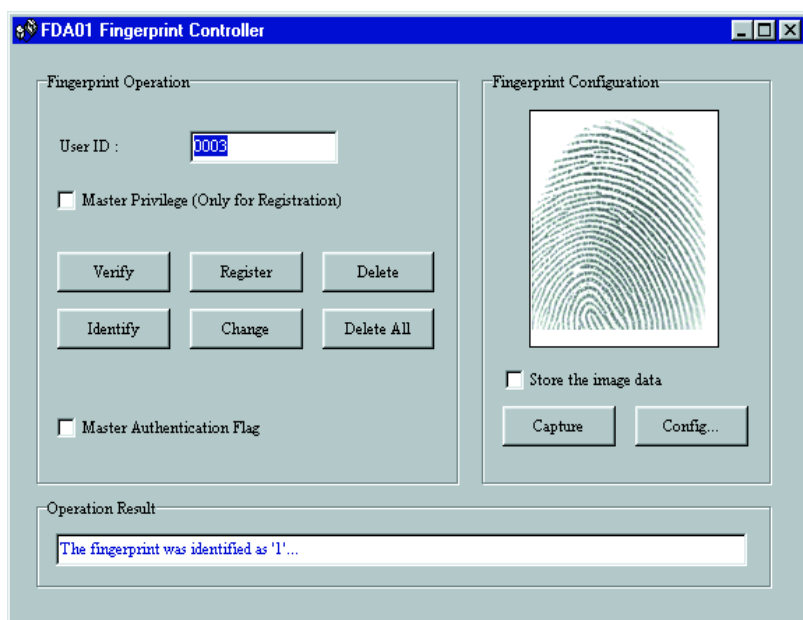 FDA01 Fingerprint Controller
Fingerprint Operation
User ID :
0003
Master Privilege (Only for Registration)
Verify
Register
Delete
Identify
Change
Delete All
Master Authentication Flag
Fingerprint Configuration
Store the image data
Capture
Config...
Operation Result
The fingerprint was identified as '1'...